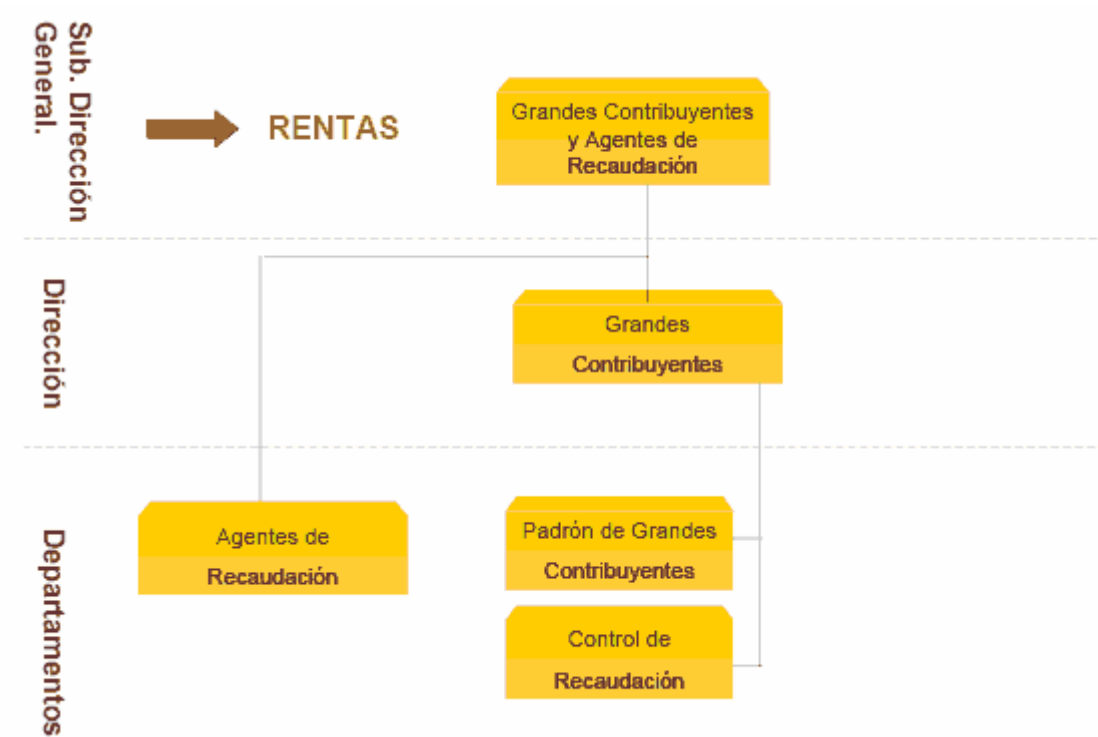 Sub. Dirección
General.
RENTAS
Grandes Contribuyentes
y Agentes de
Recaudación
Dirección
Grandes
Contribuyentes
Departamentos
Agentes de
Recaudación
Padrón de Grandes
Contribuyentes
Control de
Recaudación